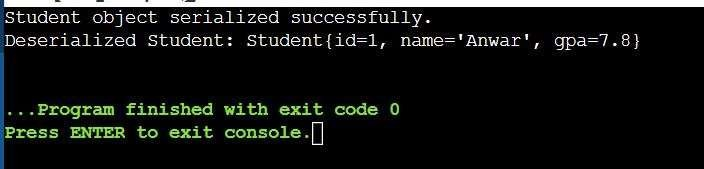 Student object serialized successfully.
Deserialized Student: Student{id=1, name='Anwar', gpa=7.8}
...Program finished with exit code 0
Press ENTER to exit console.